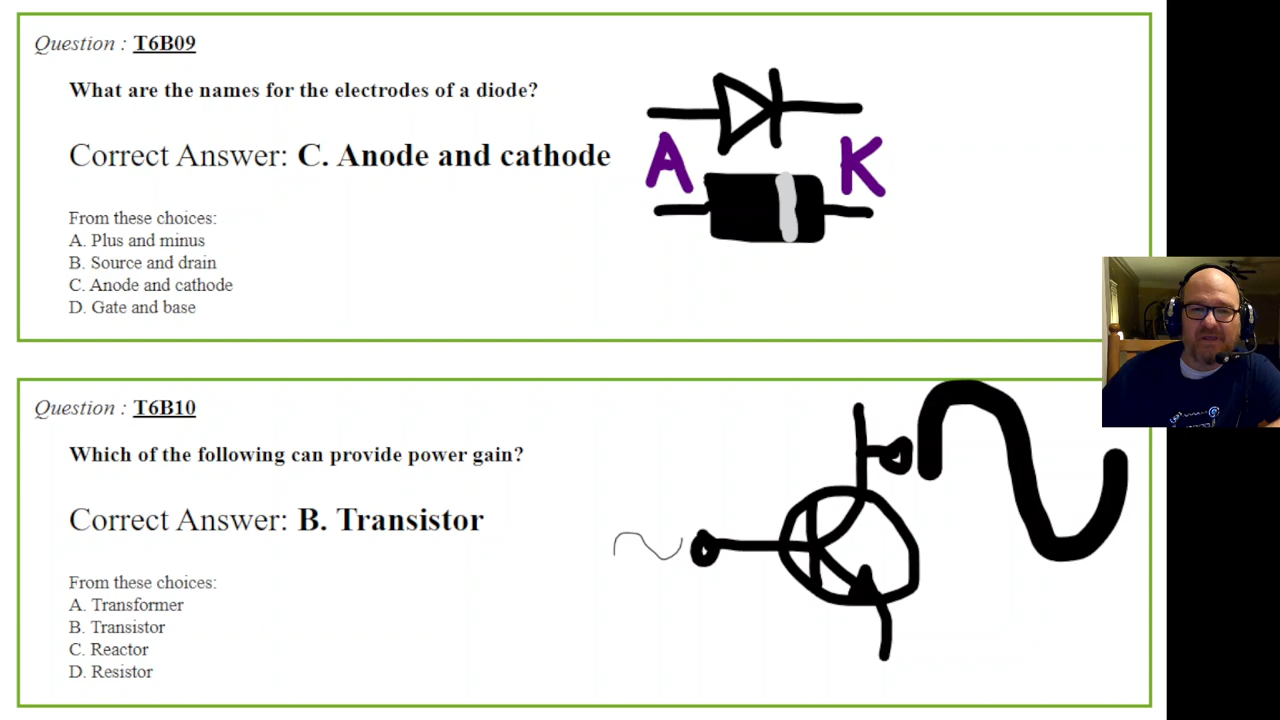 Question : T6B09
What are the names for the electrodes of a diode?
Correct Answer: C. Anode and cathode
From these choices:
A. Plus and minus
B. Source and drain
C. Anode and cathode
D. Gate and base
A K
Question : T6B10
Which of the following can provide power gain?
Correct Answer: B. Transistor
From these choices:
A. Transformer
B. Transistor
C. Reactor
D. Resistor